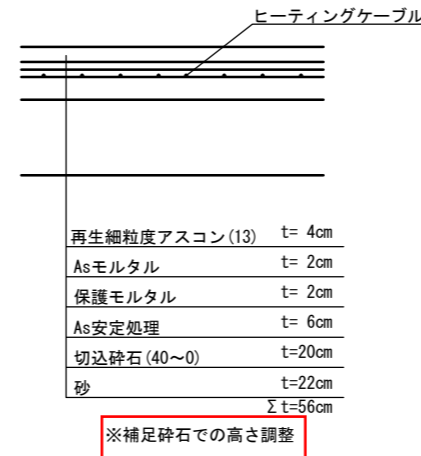 ヒーティングケーブル
再生細粒度アスコン(13) t= 4cm
Asモルタル t= 2cm
保護モルタル t= 2cm
As安定処理 t= 6cm
切込砕石(40～0) t=20cm
砂 t=22cm
Σt=56cm
※補足砕石での高さ調整